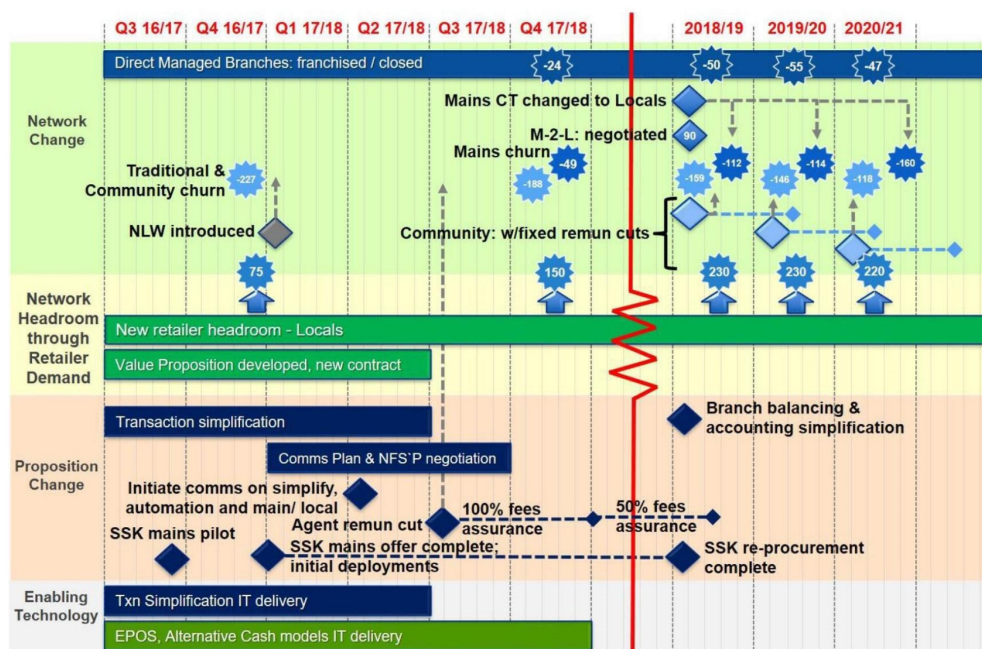 Q3 16/17 Q4 16/17 Q1 17/18 Q2 17/18 Q3 17/18 Q4 17/18 2018/19 2019/20 2020/21
Network
Change
Direct Managed Branches: franchised / closed
-24
-50
-55
-47
Mains CT changed to Locals
M-2-L: negotiated
90
Mains churn
-49
-188
-112
-114
-160
-159
-146
-118
Traditional &
Community churn
-227
NLW introduced
Community: w/fixed remun cuts
75
150
230
230
220
Network
Headroom
through
Retailer
Demand
New retailer headroom - Locals
Value Proposition developed, new contract
Proposition
Change
Transaction simplification
Branch balancing &
accounting simplification
Comms Plan & NFS`P negotiation
Initiate comms on simplify,
automation and main/ local
Agent remun cut
100% fees
assurance
50% fees
assurance
SSK mains pilot
SSK mains offer complete;
initial deployments
SSK re-procurement
complete
Enabling
Technology
Txn Simplification IT delivery
EPOS, Alternative Cash models IT delivery